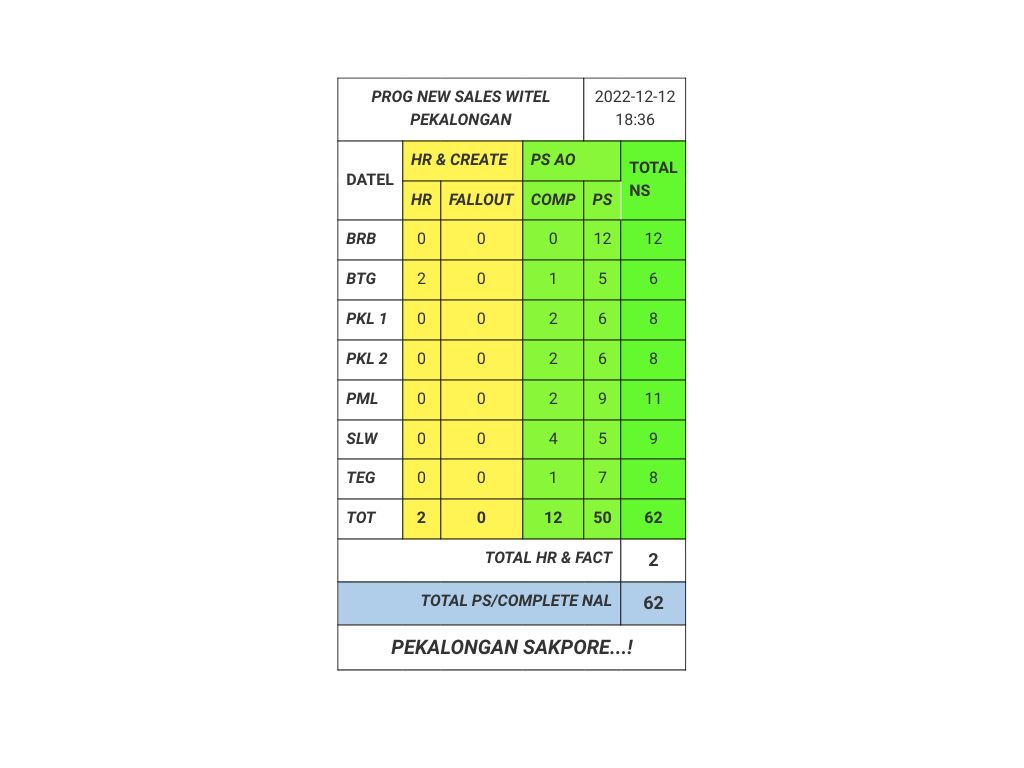 PROG NEW SALES WITEL 2022-12-12
PEKALONGAN 18:36
DATEL HR & CREATE PS AO TOTAL NS
HR FALLOUT COMP PS
BRB 0 0 0 12 12
BTG 2 0 1 5 6
PKL 1 0 0 2 6 8
PKL 2 0 0 2 6 8
PML 0 0 2 9 11
SLW 0 0 4 5 9
TEG 0 0 1 7 8
TOT 2 0 12 50 62
TOTAL HR & FACT 2
TOTAL PS/COMPLETE NAL 62
PEKALONGAN SAKPORE...!